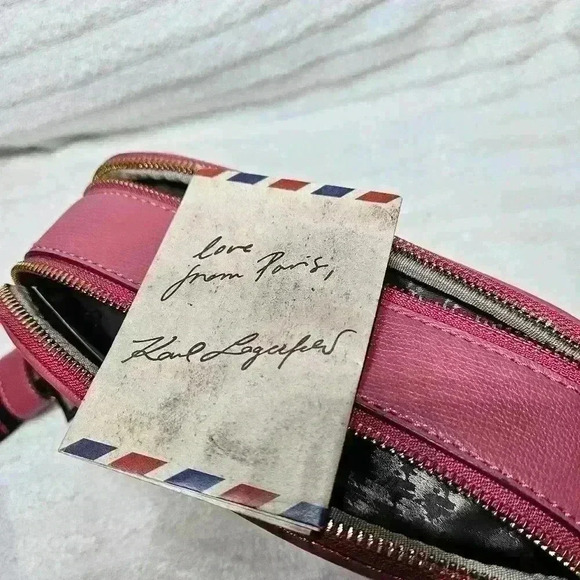 love
from Paris,
Karl Lagerfeld